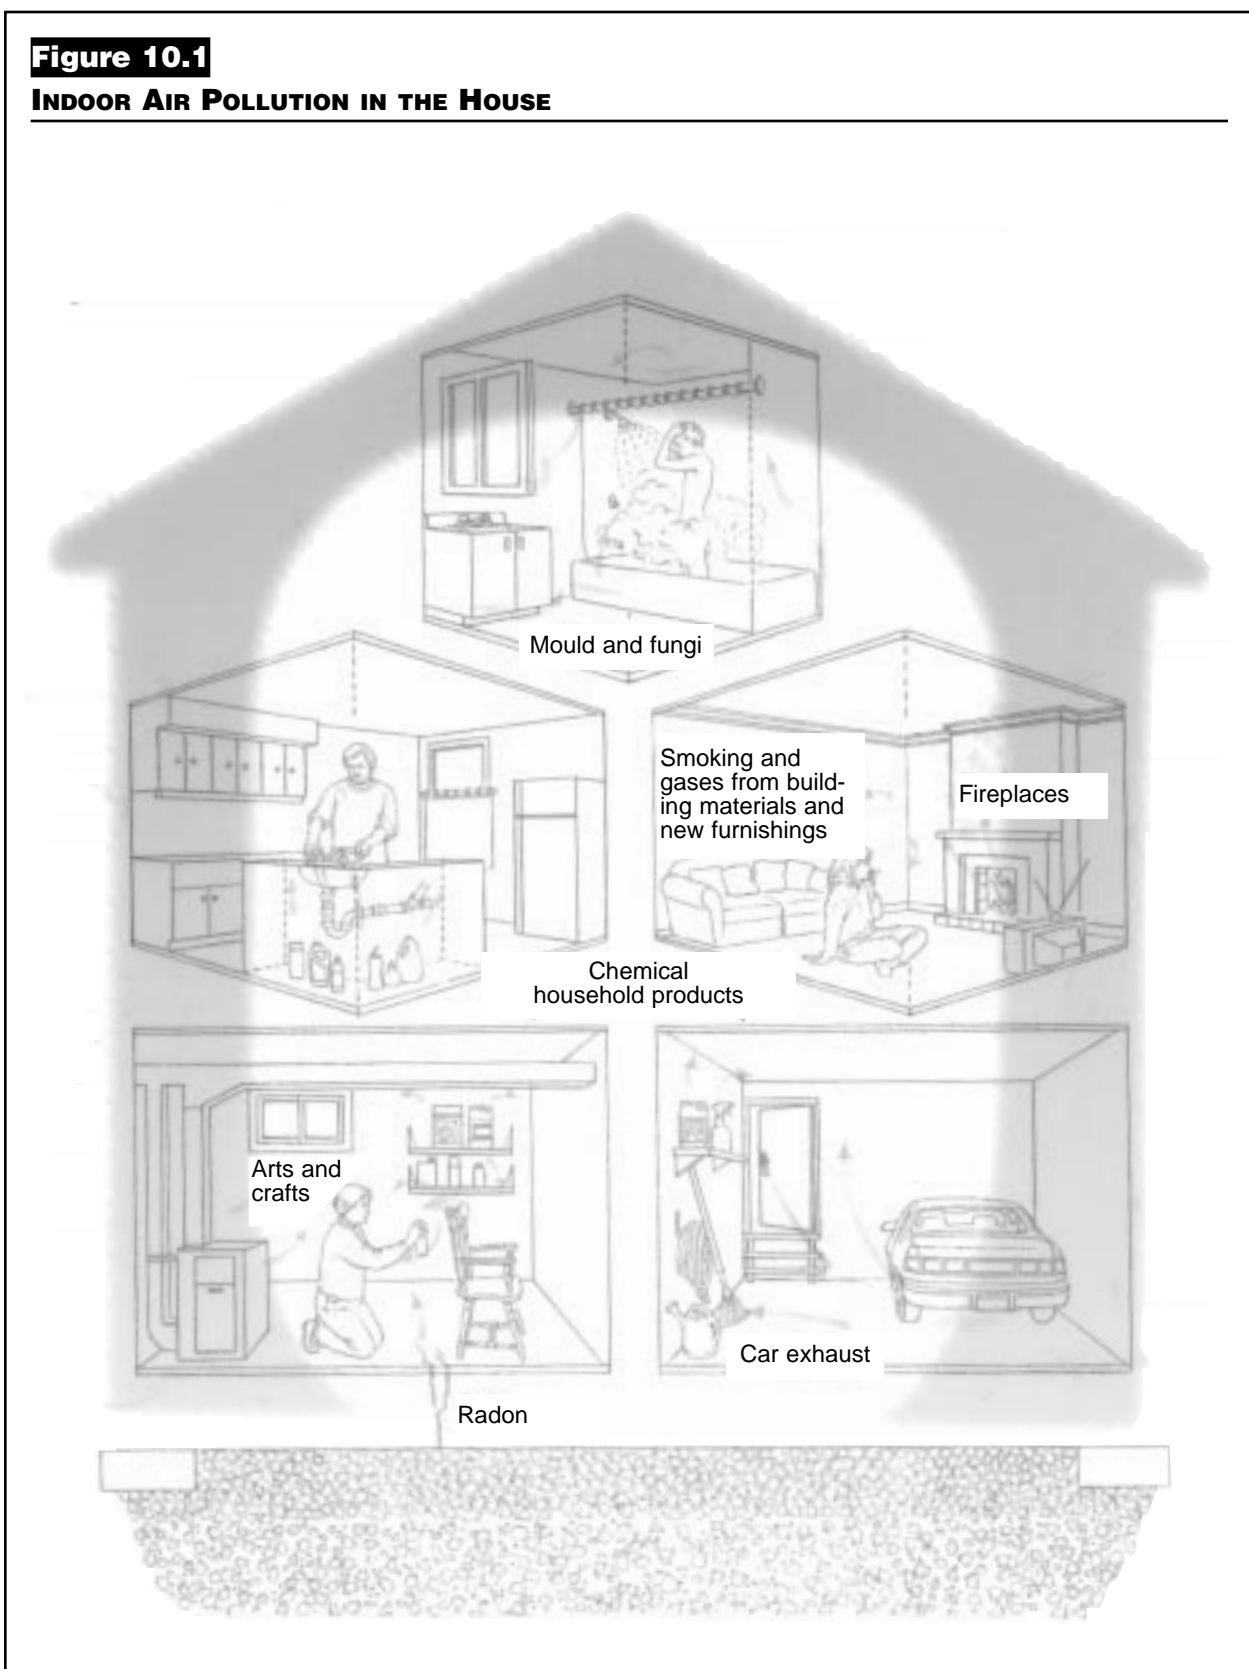 Figure 10.1
INDOOR AIR POLLUTION IN THE HOUSE
Mould and fungi
Smoking and
gases from build-
ing materials and
new furnishings
Fireplaces
Chemical
household products
Arts and
crafts
Car exhaust
Radon